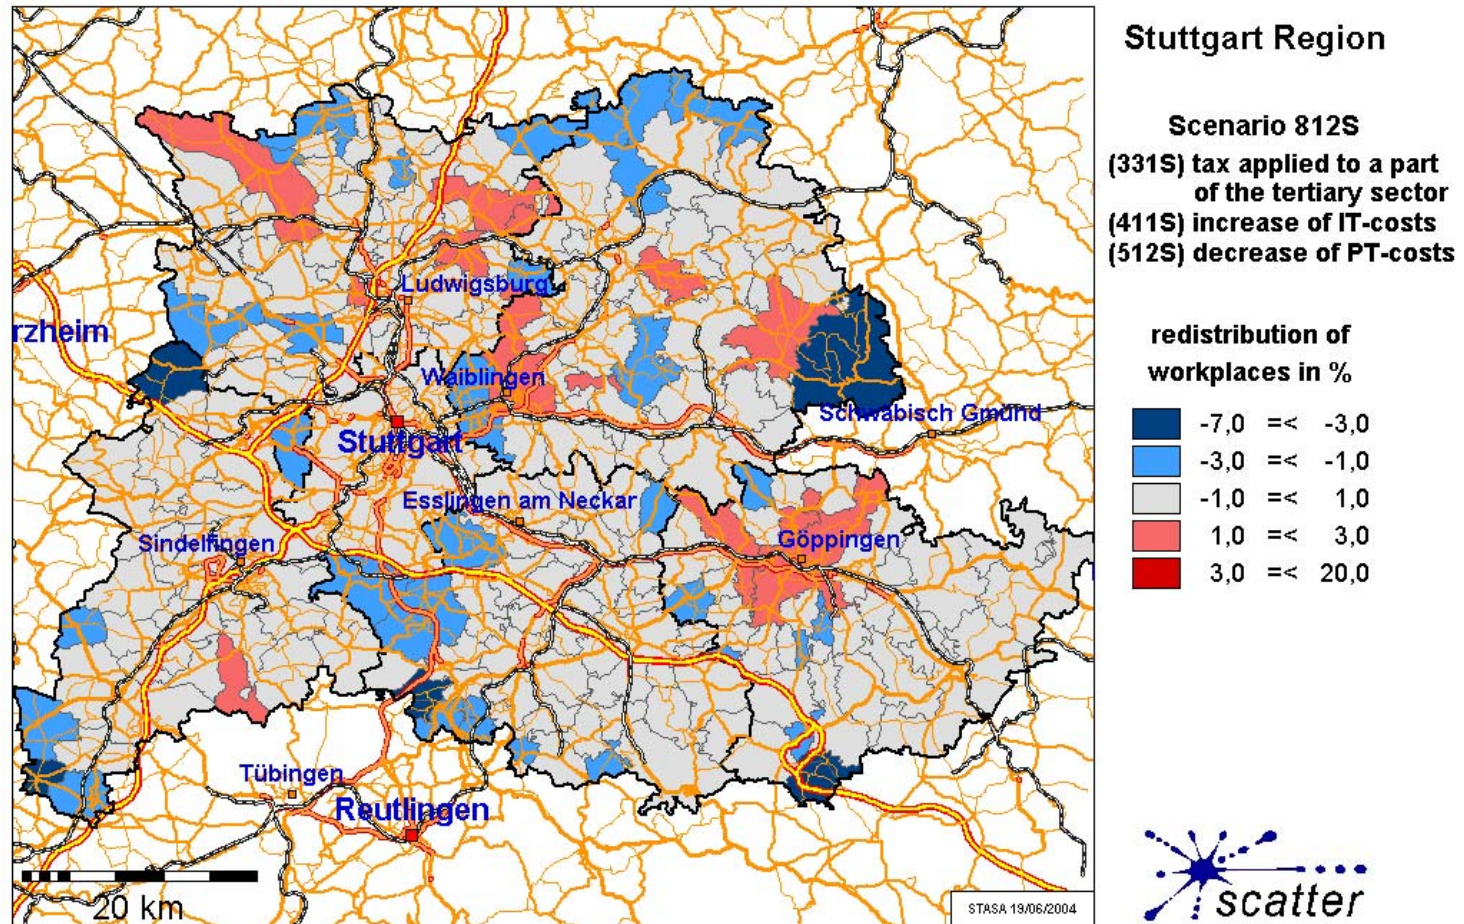 Stuttgart Region
Scenario 812S
(331S) tax applied to a part
of the tertiary sector
(411S) increase of IT-costs
(512S) decrease of PT-costs
redistribution of
workplaces in %
-7,0 =< -3,0
-3,0 =< -1,0
-1,0 =< 1,0
1,0 =< 3,0
3,0 =< 20,0
Ludwigsburg
rzheim
Waiblingen
Schwäbisch Gmünd
Stuttgart
Esslingen am Neckar
Göppingen
Sindelfingen
Tübingen
Reutlingen
20 km
STASA 19/06/2004
scatter